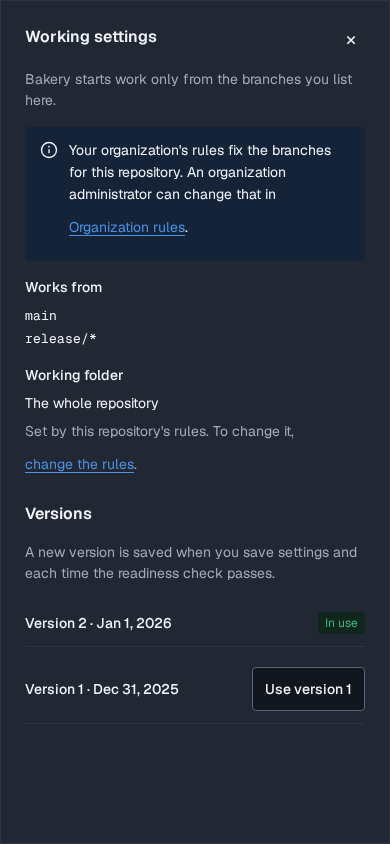 Working settings
Bakery starts work only from the branches you list
here.
Your organization's rules fix the branches
for this repository. An organization
administrator can change that in
Organization rules.
Works from
main
release/*
Working folder
The whole repository
Set by this repository's rules. To change it,
change the rules.
Versions
A new version is saved when you save settings and
each time the readiness check passes.
Version 2 · Jan 1, 2026
In use
Version 1 · Dec 31, 2025
Use version 1